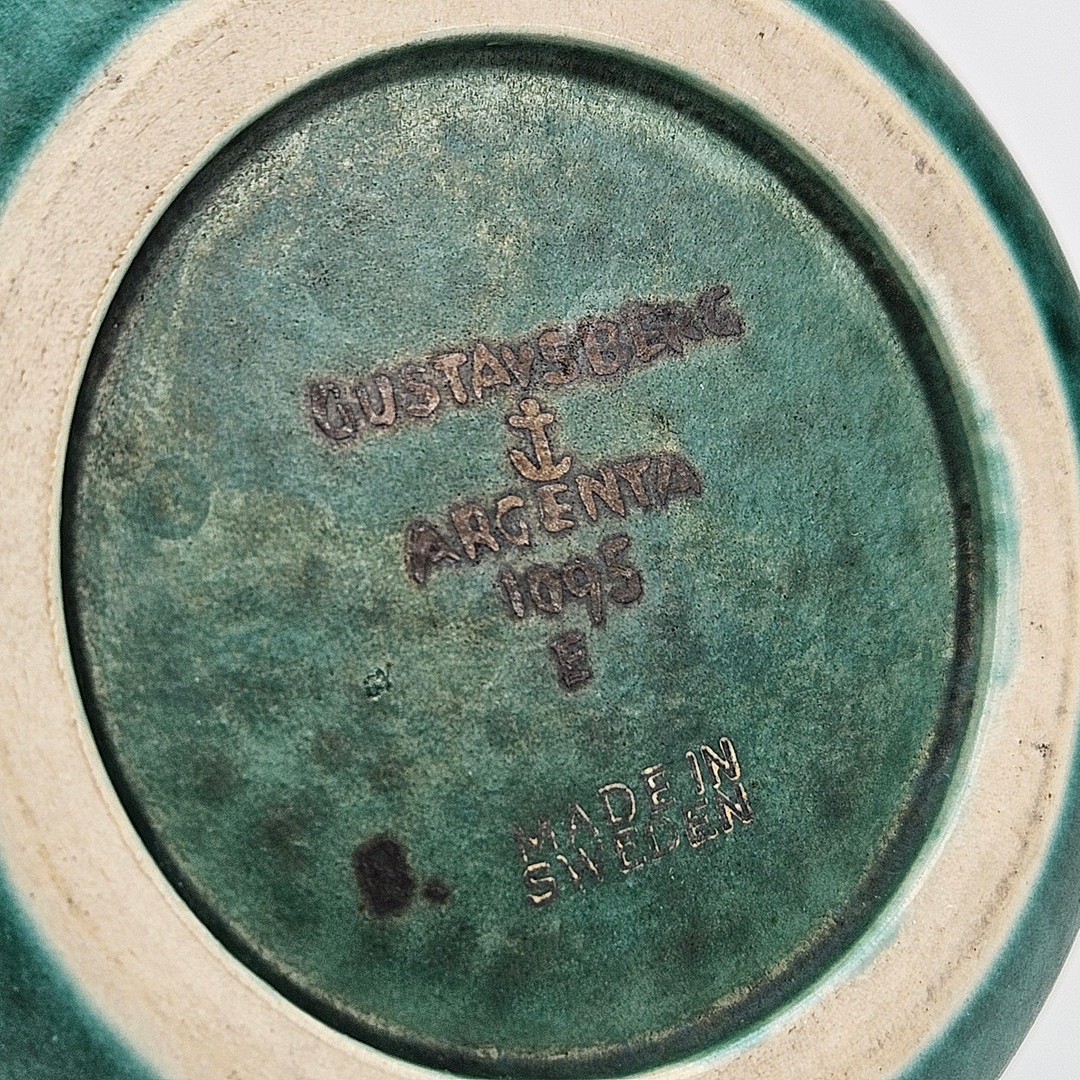 GUSTAVSBERG
ARGENTA
1095
E
MADE IN
SWEDEN